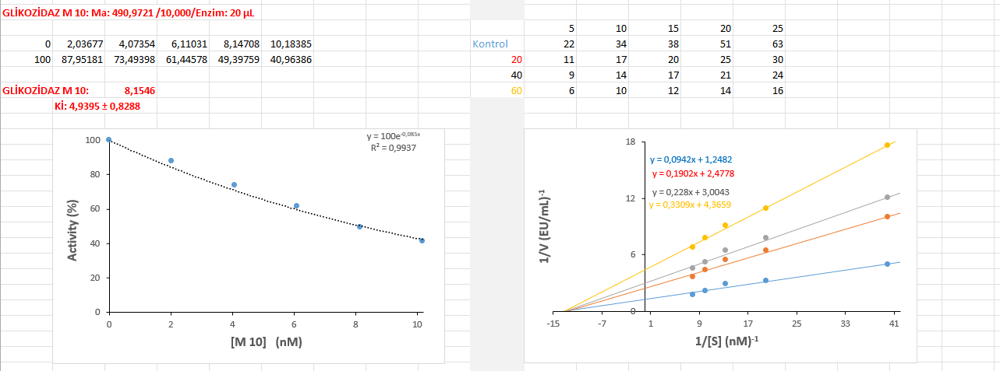 GLİKOZİDAZ M 10: Ma: 490,9721 /10,000/Enzim: 20 µL
5 10 15 20 25
0 2,03677 4,07354 6,11031 8,14708 10,18385
Kontrol 22 34 38 51 63
100 87,95181 73,49398 61,44578 49,39759 40,96386
20 11 17 20 25 30
40 9 14 17 21 24
GLİKOZİDAZ M 10: 8,1546
60 6 10 12 14 16
Kİ: 4,9395 ± 0,8288
y = 100e-0,085x
R² = 0,9937
100
80
60
40
20
0
0 2 4 6 8 10
Activity (%)
[M 10] (nM)
18
12
6
0
y = 0,0942x + 1,2482
y = 0,1902x + 2,4778
y = 0,228x + 3,0043
y = 0,3309x + 4,3659
-15 -7 1 9 17 25 33 41
1/V (EU/mL)-1
1/[S] (nM)-1